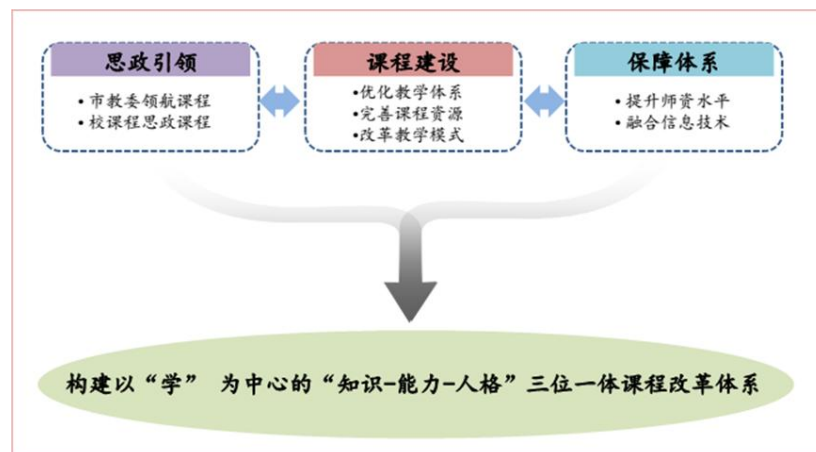 思政引领
• 市教委领航课程
• 校课程思政课程
课程建设
•优化教学体系
•完善课程资源
•改革教学模式
保障体系
• 提升师资水平
• 融合信息技术
构建以“学” 为中心的“知识-能力-人格”三位一体课程改革体系